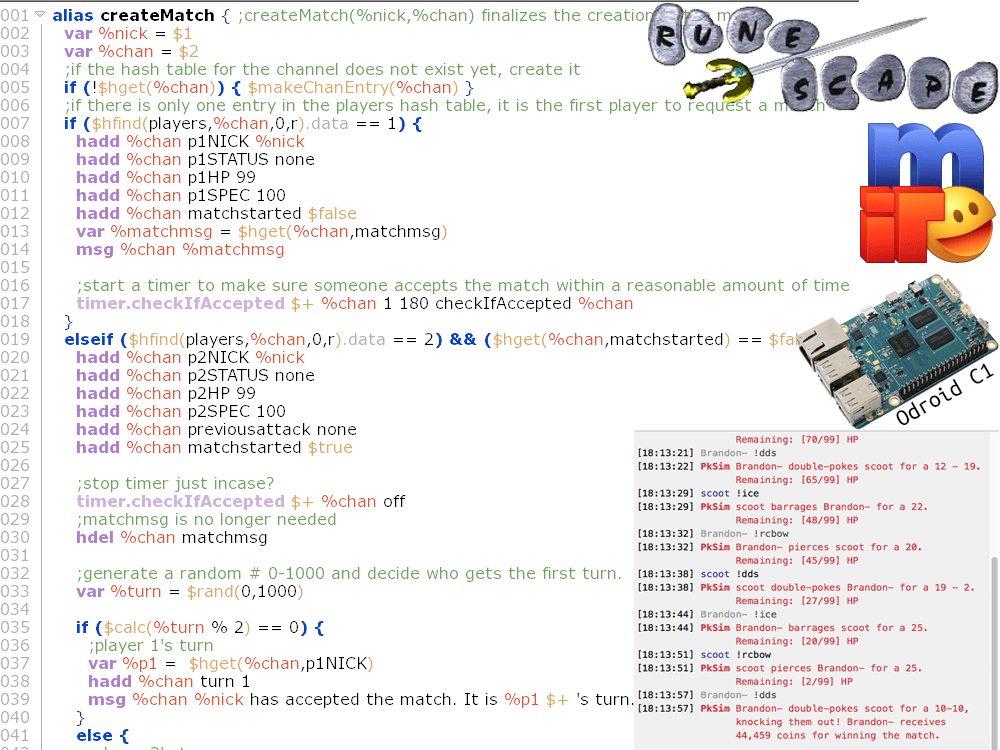 001 alias createMatch { ;createMatch(%nick,%chan) finalizes the creation
002 var %nick = $1
003 var %chan = $2
004 ;if the hash table for the channel does not exist yet, create it
005 if (!$hget(%chan)) { $makeChanEntry(%chan) }
006 ;if there is only one entry in the players hash table, it is the first player to request a match
007 if ($hfind(players,%chan,0,r).data == 1) {
008 hadd %chan p1NICK %nick
009 hadd %chan p1STATUS none
010 hadd %chan p1HP 99
011 hadd %chan p1SPEC 100
012 hadd %chan matchstarted $false
013 var %matchmsg = $hget(%chan,matchmsg)
014 msg %chan %matchmsg
015
016 ;start a timer to make sure someone accepts the match within a reasonable amount of time
017 timer.checkIfAccepted $+ %chan 1 180 checkIfAccepted %chan
018 }
019 elseif ($hfind(players,%chan,0,r).data == 2) && ($hget(%chan,matchstarted) == $fal
020 hadd %chan p2NICK %nick
021 hadd %chan p2STATUS none
022 hadd %chan p2HP 99
023 hadd %chan p2SPEC 100
024 hadd %chan previousattack none
025 hadd %chan matchstarted $true
026
027 ;stop timer just incase?
028 timer.checkIfAccepted $+ %chan off
029 ;matchmsg is no longer needed
030 hdel %chan matchmsg
031
032 ;generate a random # 0-1000 and decide who gets the first turn.
033 var %turn = $rand(0,1000)
034
035 if ($calc(%turn % 2) == 0) {
036 ;player 1's turn
037 var %p1 =  $hget(%chan,p1NICK)
038 hadd %chan turn 1
039 msg %chan %nick has accepted the match. It is %p1 $+ 's turn.
040 }
041 else {
RUNE
SCAPE
m
irc
Odroid C1
Remaining: [70/99] HP
[18:13:21] Brandon— !dds
[18:13:22] PkSim Brandon— double-pokes scoot for a 12 - 19.
Remaining: [65/99] HP
[18:13:29] scoot !ice
[18:13:29] PkSim scoot barrages Brandon— for a 22.
Remaining: [48/99] HP
[18:13:32] Brandon— !rcbow
[18:13:32] PkSim Brandon— pierces scoot for a 20.
Remaining: [45/99] HP
[18:13:38] scoot !dds
[18:13:38] PkSim scoot double-pokes Brandon— for a 19 - 2.
Remaining: [27/99] HP
[18:13:44] Brandon— !ice
[18:13:44] PkSim Brandon— barrages scoot for a 25.
Remaining: [20/99] HP
[18:13:51] scoot !rcbow
[18:13:51] PkSim scoot pierces Brandon— for a 25.
Remaining: [2/99] HP
[18:13:57] Brandon— !dds
[18:13:57] PkSim Brandon— double-pokes scoot for a 10-10,
knocking them out! Brandon— receives
44,459 coins for winning the match.